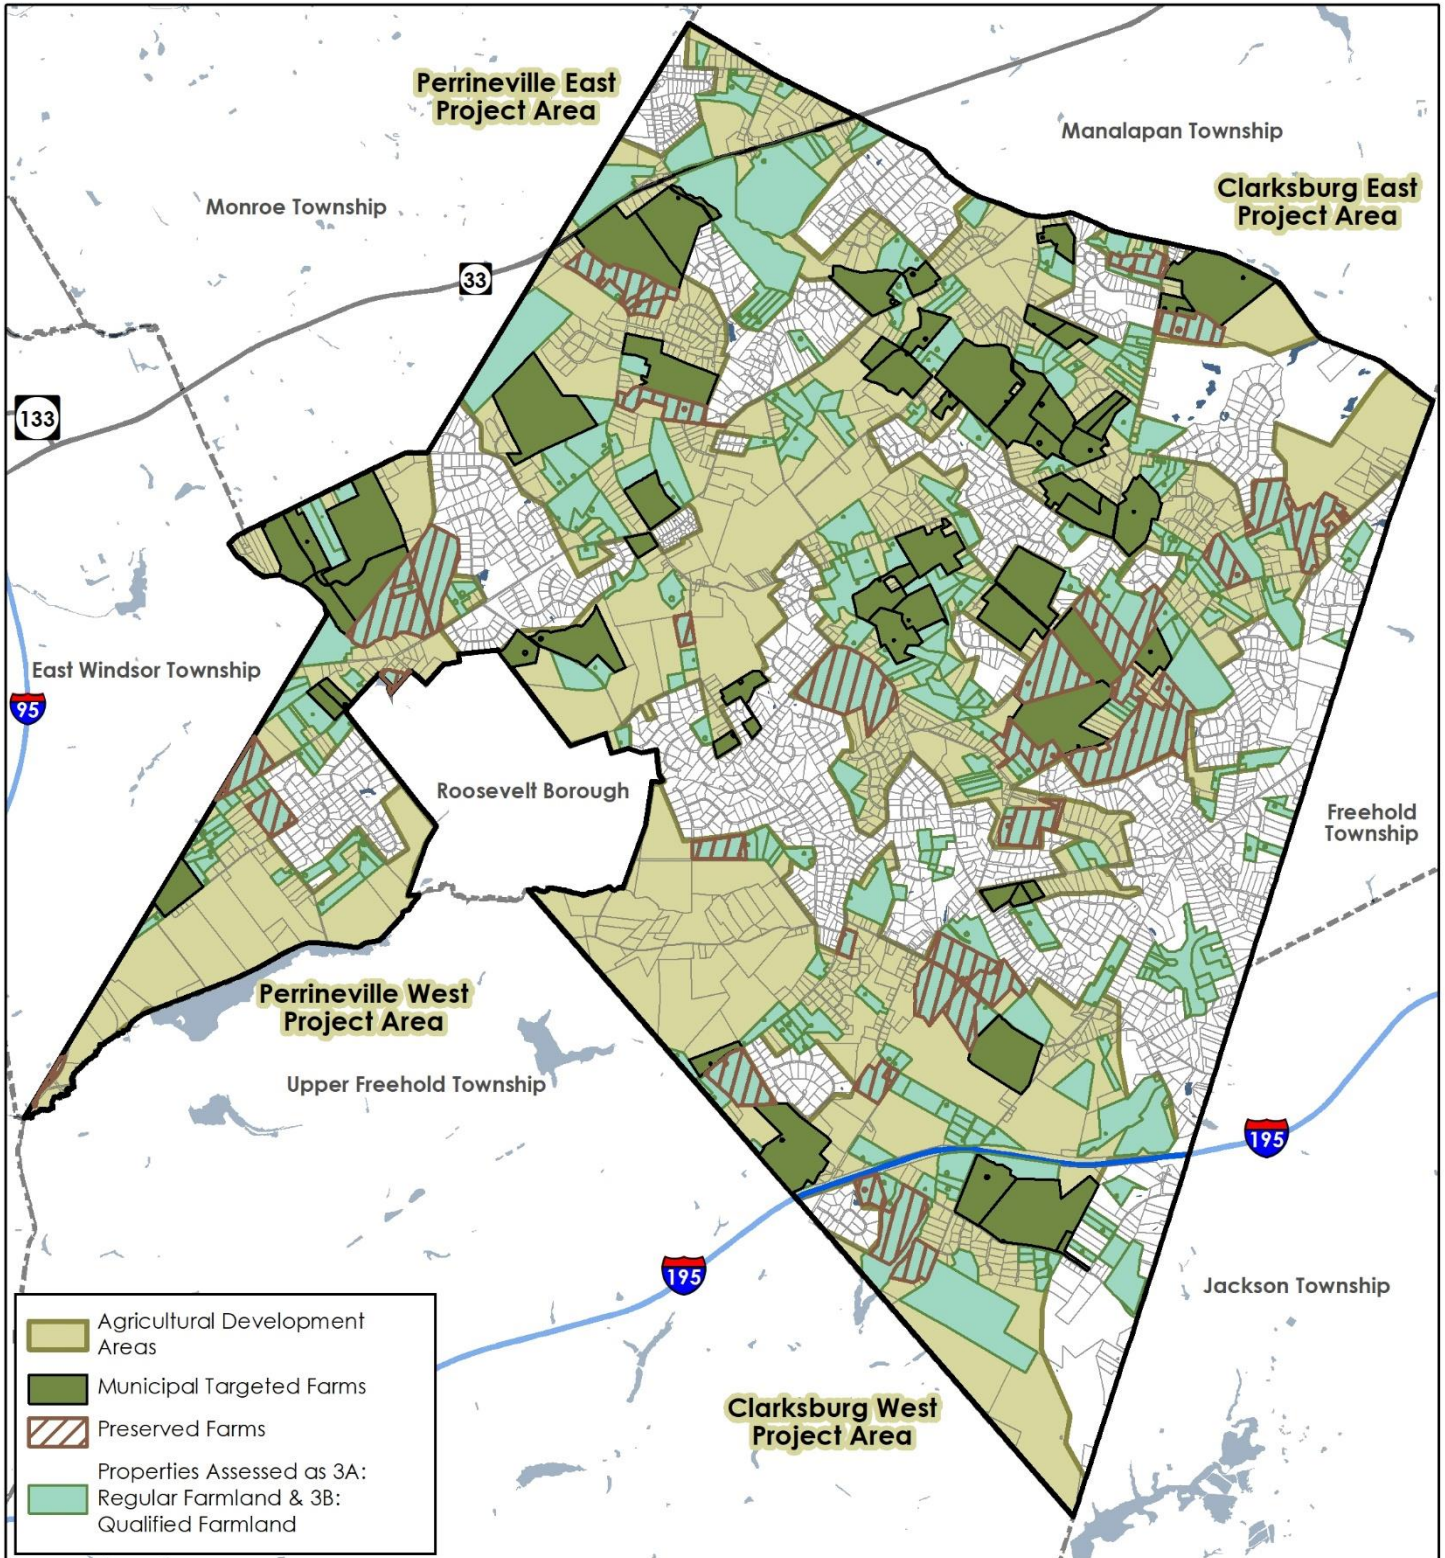 Perrineville East
Project Area
Manalapan Township
Clarksburg East
Project Area
Monroe Township
33
133
East Windsor Township
95
Roosevelt Borough
Freehold
Township
Perrineville West
Project Area
Upper Freehold Township
195
195
Jackson Township
Clarksburg West
Project Area
Agricultural Development
Areas
Municipal Targeted Farms
Preserved Farms
Properties Assessed as 3A:
Regular Farmland & 3B:
Qualified Farmland